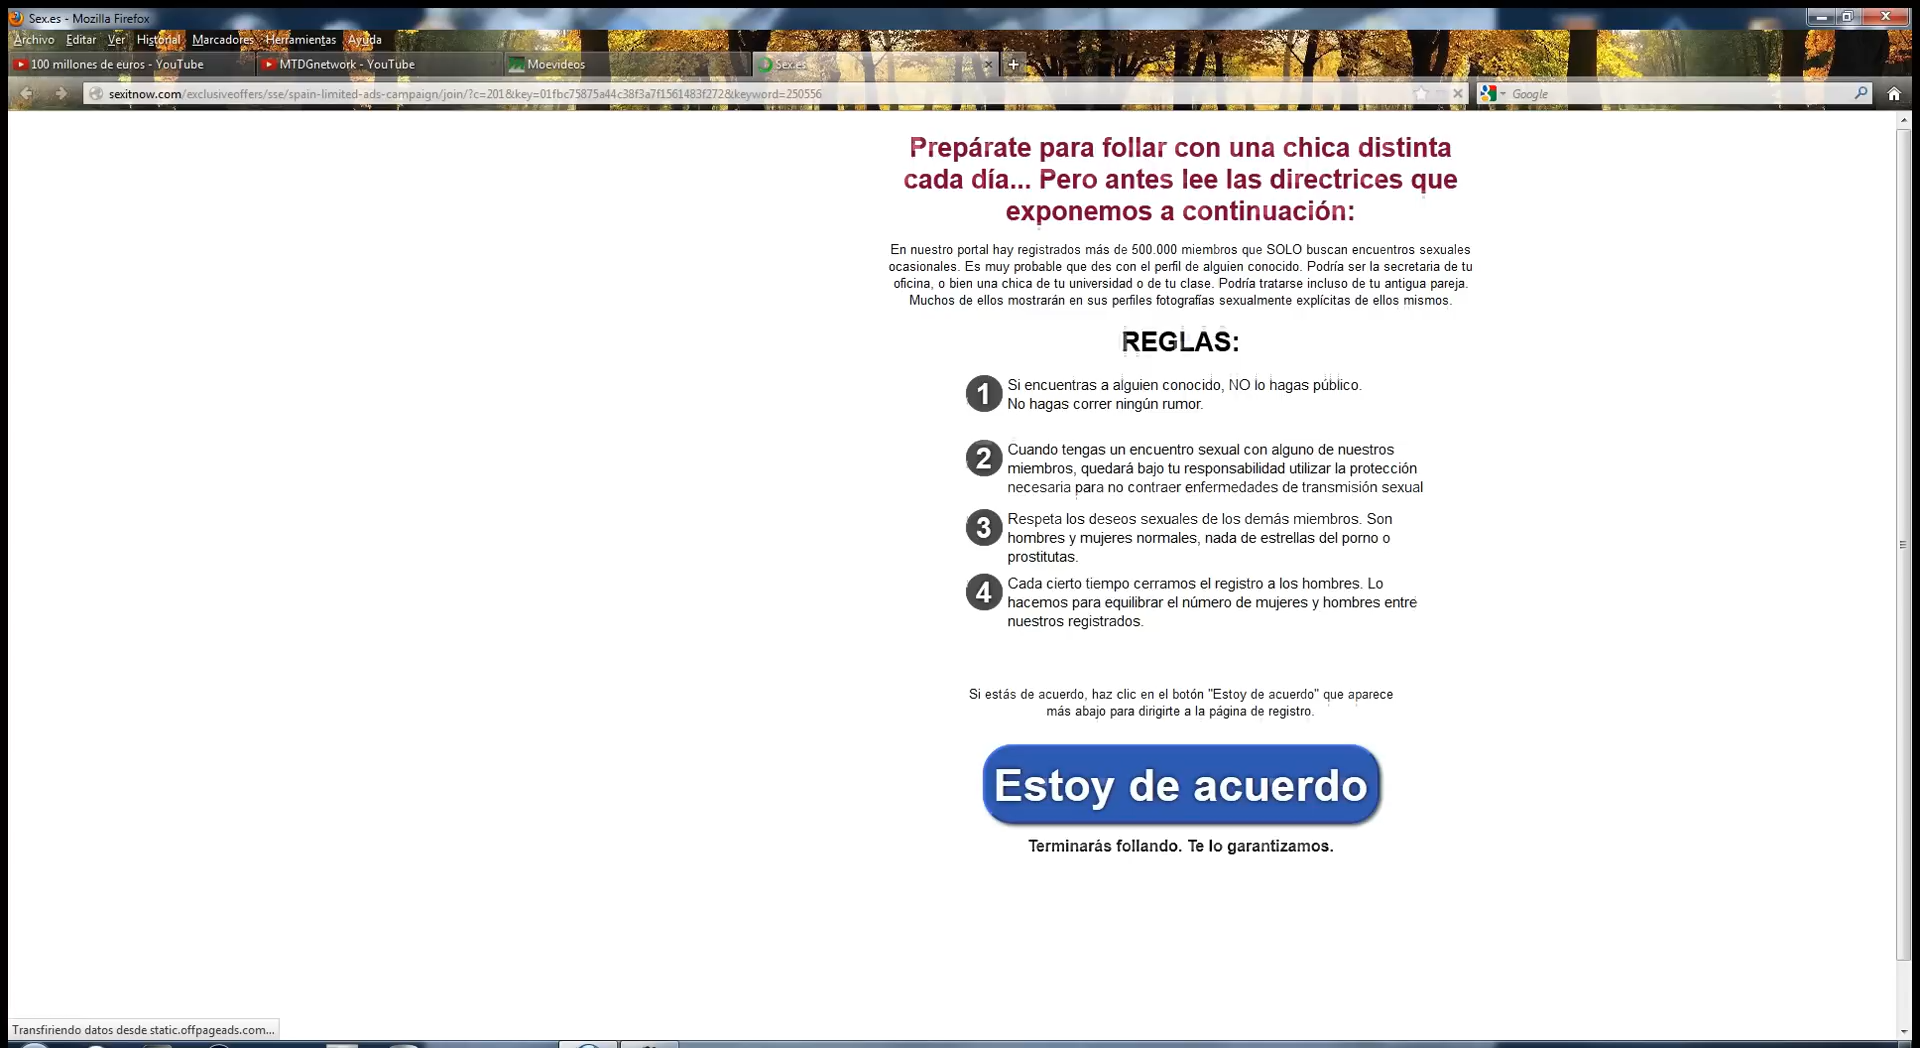 Sex.es - Mozilla Firefox
Archivo Editar Ver Historial Marcadores Herramientas Ayuda
100 millones de euros - YouTube MTDGnetwork - YouTube Moevideos Sex.es
sexitnow.com/exclusiveoffers/sse/spain-limited-ads-campaign/join/?c=201&key=01fbc75875a44c38f3a7f1561483f272&keyword=250556 Google
Prepárate para follar con una chica distinta
cada día... Pero antes lee las directrices que
exponemos a continuación:
En nuestro portal hay registrados más de 500.000 miembros que SOLO buscan encuentros sexuales
ocasionales. Es muy probable que des con el perfil de alguien conocido. Podría ser la secretaria de tu
oficina, o bien una chica de tu universidad o de tu clase. Podría tratarse incluso de tu antigua pareja.
Muchos de ellos mostrarán en sus perfiles fotografías sexualmente explícitas de ellos mismos.
REGLAS:
1 Si encuentras a alguien conocido, NO lo hagas público.
No hagas correr ningún rumor.
2 Cuando tengas un encuentro sexual con alguno de nuestros
miembros, quedará bajo tu responsabilidad utilizar la protección
necesaria para no contraer enfermedades de transmisión sexual
3 Respeta los deseos sexuales de los demás miembros. Son
hombres y mujeres normales, nada de estrellas del porno o
prostitutas.
4 Cada cierto tiempo cerramos el registro a los hombres. Lo
hacemos para equilibrar el número de mujeres y hombres entre
nuestros registrados.
Si estás de acuerdo, haz clic en el botón "Estoy de acuerdo" que aparece
más abajo para dirigirte a la página de registro.
Estoy de acuerdo
Terminarás follando. Te lo garantizamos.
Transfiriendo datos desde static.offpageads.com...